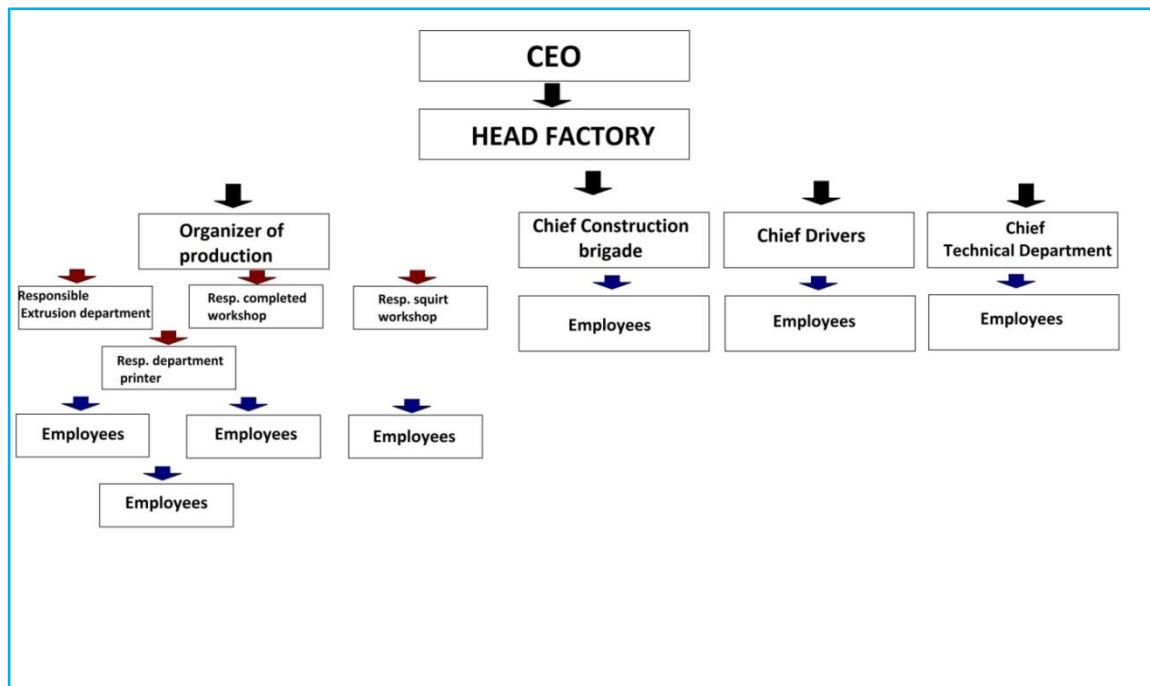 CEO
HEAD FACTORY
Organizer of
production
Chief Construction
brigade
Chief Drivers
Chief
Technical Department
Responsible
Extrusion department
Resp. completed
workshop
Resp. squirt
workshop
Employees
Employees
Employees
Resp. department
printer
Employees
Employees
Employees
Employees